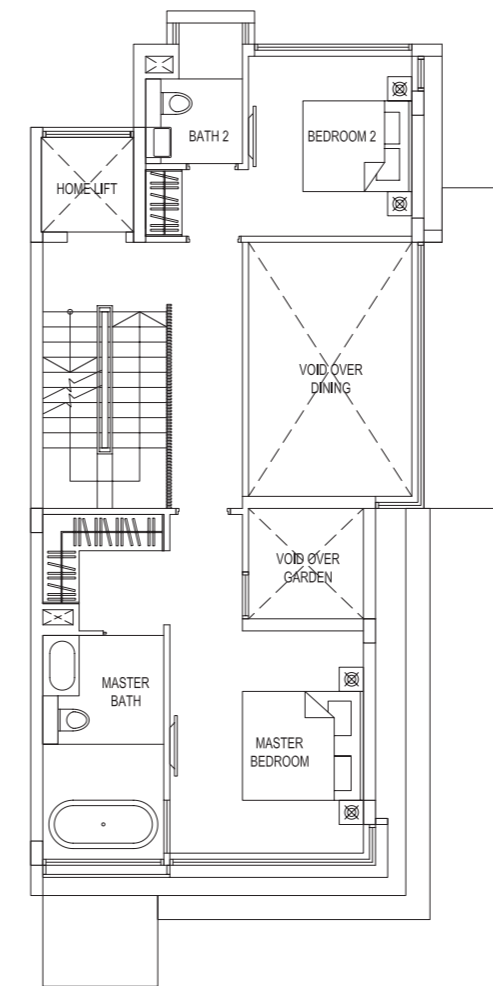 BATH 2
BEDROOM 2
HOME LIFT
VOID OVER
DINING
VOID OVER
GARDEN
MASTER
BATH
MASTER
BEDROOM